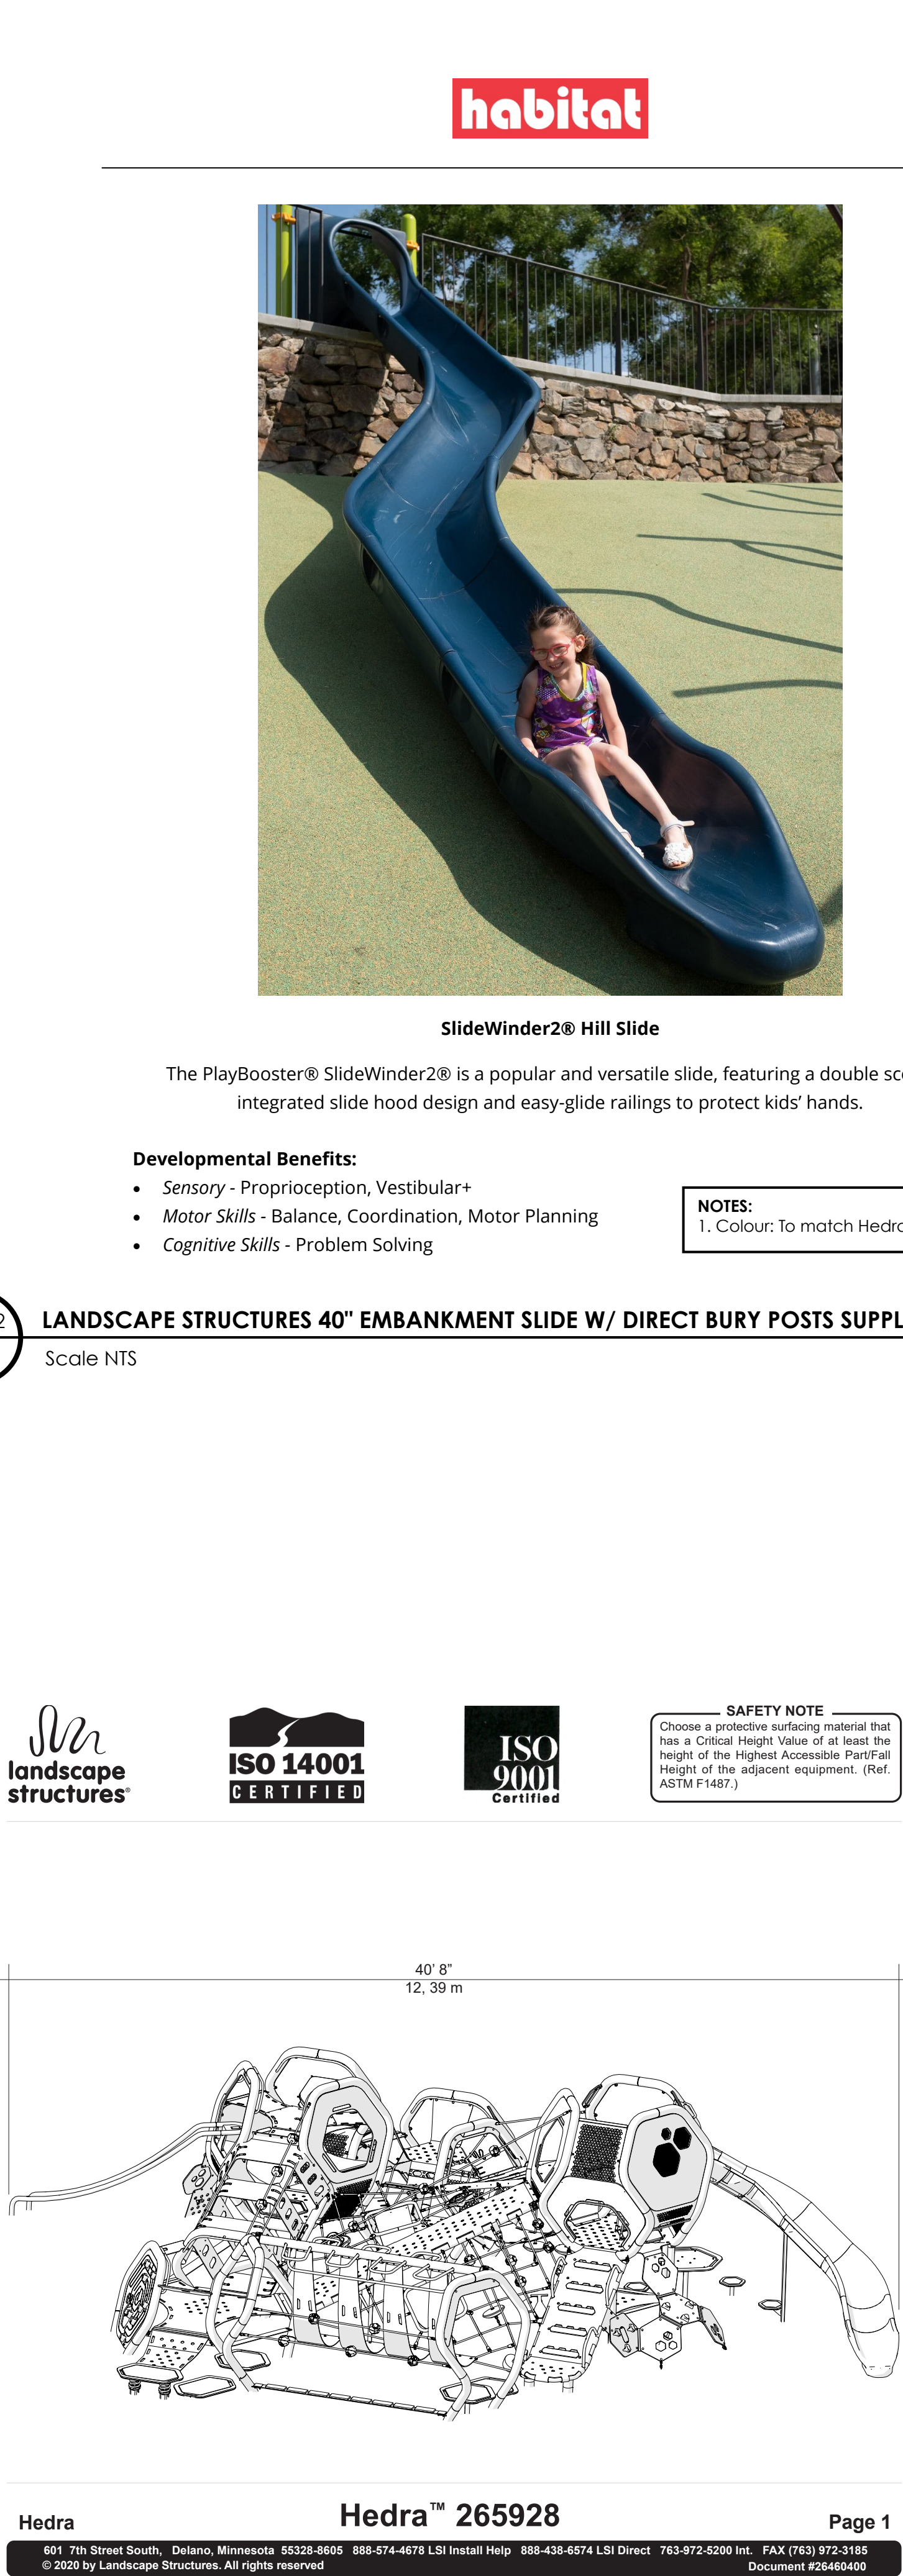 habitat
SlideWinder2® Hill Slide
The PlayBooster® SlideWinder2® is a popular and versatile slide, featuring a double
integrated slide hood design and easy-glide railings to protect kids’ hands.
Developmental Benefits:
• Sensory - Proprioception, Vestibular+
• Motor Skills - Balance, Coordination, Motor Planning
• Cognitive Skills - Problem Solving
NOTES:
1. Colour: To match Hedra
2
LANDSCAPE STRUCTURES 40" EMBANKMENT SLIDE W/ DIRECT BURY POSTS SUPPL
Scale NTS
landscape
structures®
ISO 14001
CERTIFIED
ISO
9001
Certified
SAFETY NOTE
Choose a protective surfacing material that
has a Critical Height Value of at least the
height of the Highest Accessible Part/Fall
Height of the adjacent equipment. (Ref.
ASTM F1487.)
40’ 8”
12, 39 m
Hedra
Hedra™ 265928
Page 1
601 7th Street South, Delano, Minnesota 55328-8605 888-574-4678 LSI Install Help 888-438-6574 LSI Direct 763-972-5200 Int. FAX (763) 972-3185
© 2020 by Landscape Structures. All rights reserved
Document #26460400